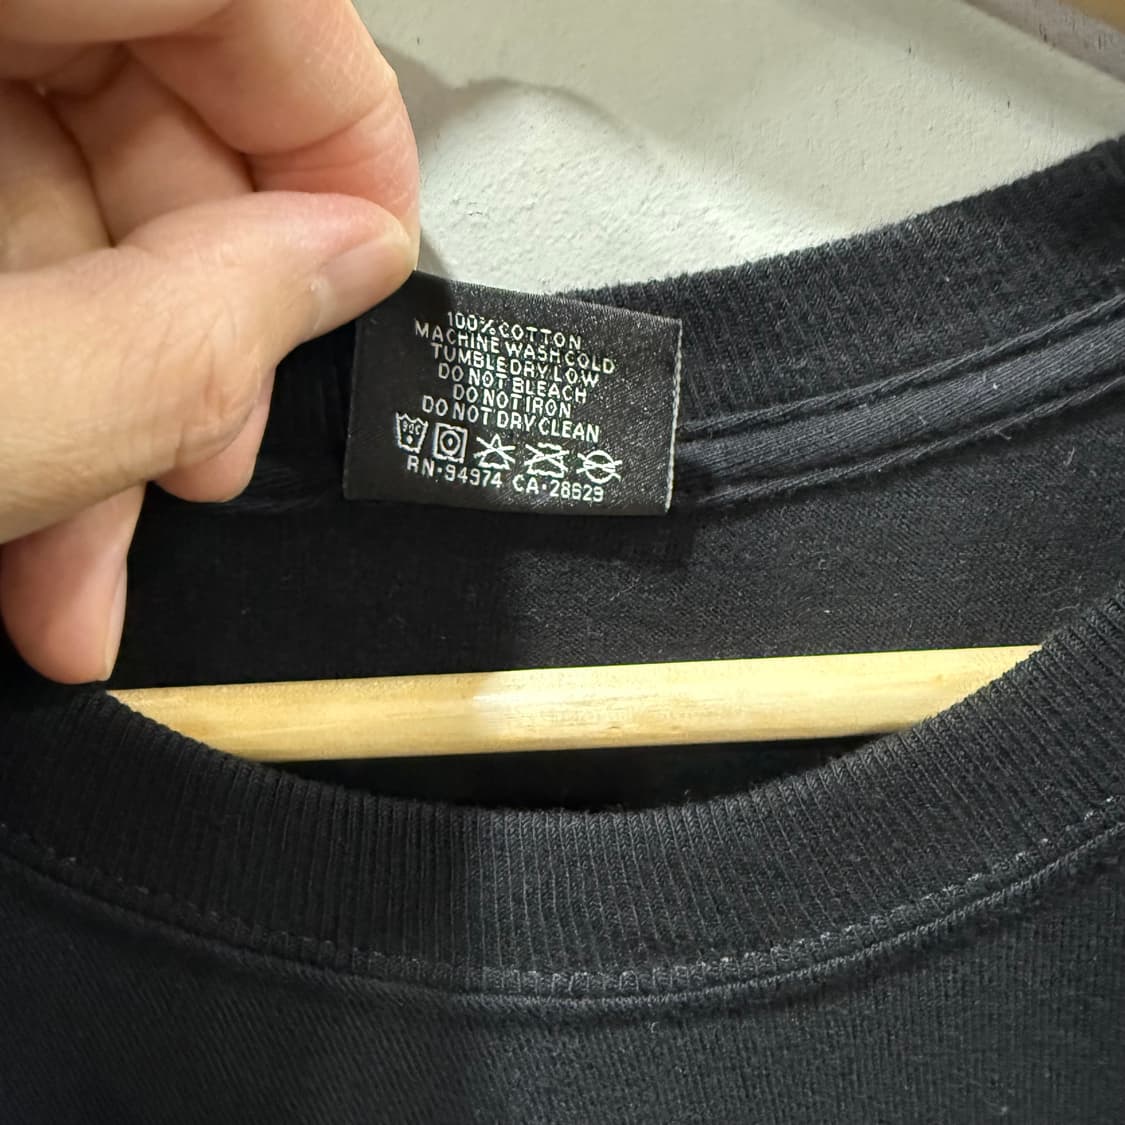 100% COTTON
MACHINE WASH COLD
TUMBLE DRY LOW
DO NOT BLEACH
DO NOT IRON
DO NOT DRY CLEAN
RN·94974 CA·28629